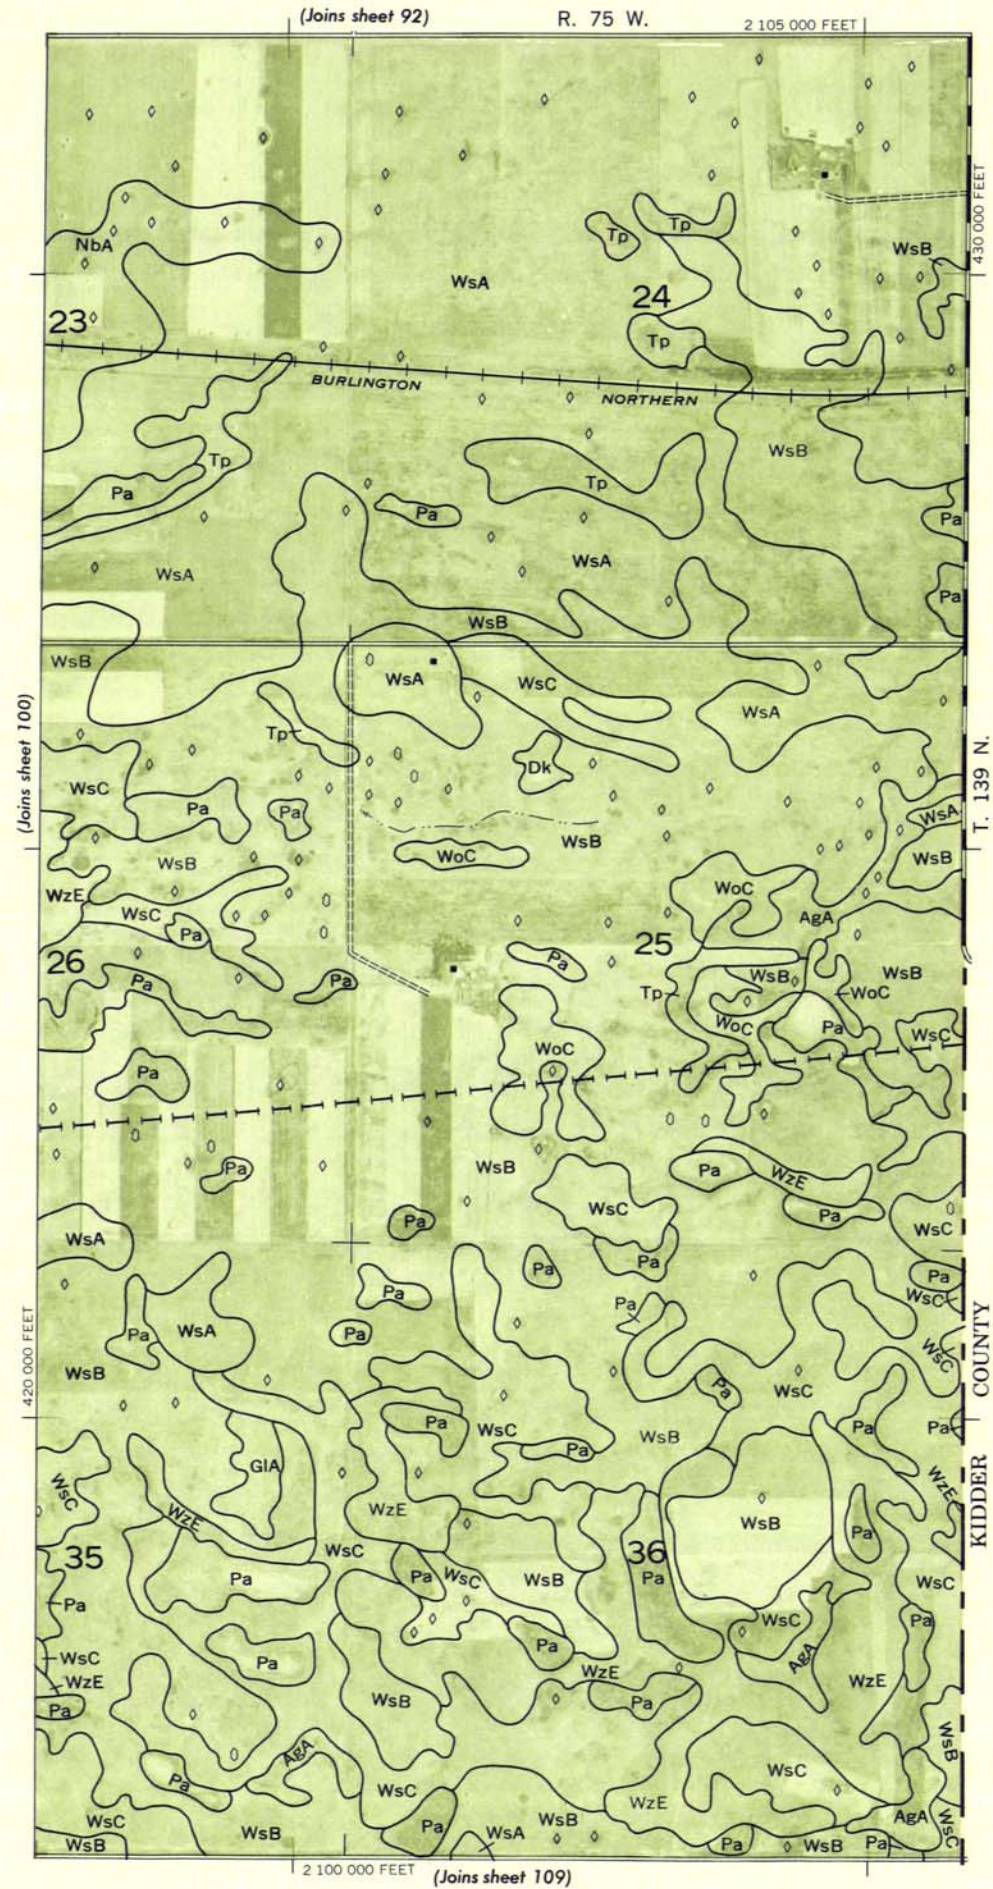 (Joins sheet 92)
R. 75 W.
2 105 000 FEET
430 000 FEET
NbA
Tp
Tp
WsB
WsA
24
23
Tp
BURLINGTON
NORTHERN
WsB
Tp
Tp
Pa
Pa
Pa
WsA
WsA
Pa
WsB
WsB
WsA
WsC
WsA
(Joins sheet 100)
Tp
Dk
T. 139 N.
WsC
Pa
Pa
WsA
WsB
WsB
WoC
WsB
WzE
WoC
WsC
AgA
Pa
25
26
Pa
Pa
Pa
WsB
WsB
Tp
WoC
WoC
Pa
WsC
WoC
Pa
WsB
Pa
Pa
WzE
WsC
Pa
Pa
WsC
WsA
Pa
Pa
Pa
Pa
WsC
Pa
Pa
WsA
Pa
WsC
420 000 FEET
COUNTY
WsB
Pa
WsC
Pa
WsC
Pa
WsB
Pa
Pa
GlA
WsC
WzE
KIDDER
WzE
WzE
WsB
Pa
WsC
35
36
Pa
Pa
WsC
WsB
Pa
WsC
Pa
WsC
Pa
Pa
AgA
WsC
Pa
WzE
WzE
WzE
Pa
WsB
Pa
WsB
AgA
WsC
Pa
WsC
WzE
WsC
Pa
WsB
AgA
WsC
WsB
WsB
WsA
Pa
WsB
Pa
2 100 000 FEET
(Joins sheet 109)